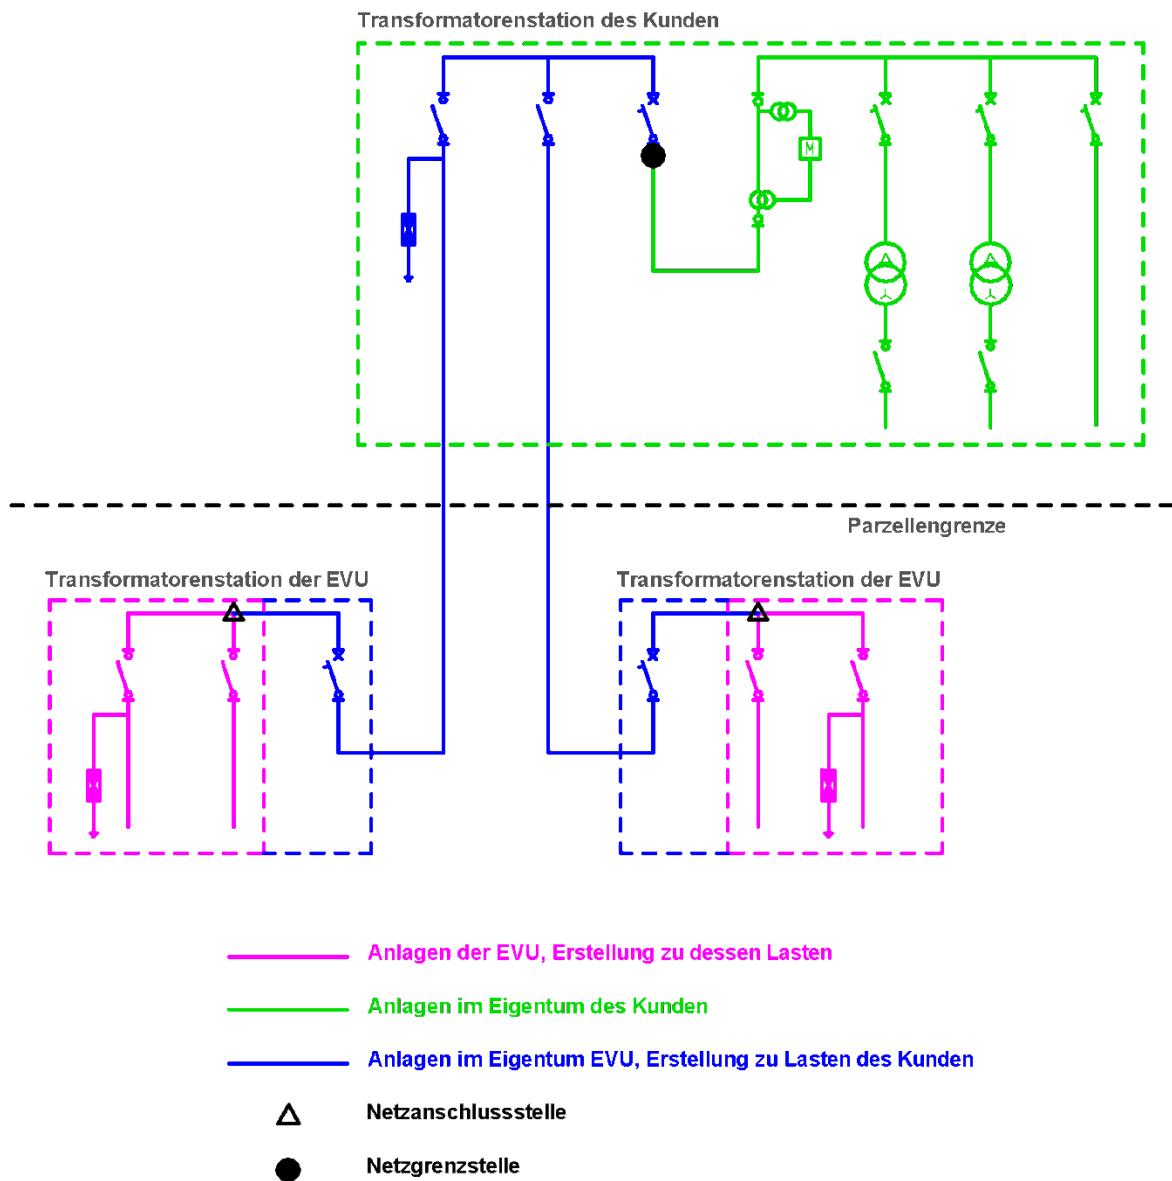 Transformatorenstation des Kunden
M
Parzellengrenze
Transformatorenstation der EVU
Transformatorenstation der EVU
Anlagen der EVU, Erstellung zu dessen Lasten
Anlagen im Eigentum des Kunden
Anlagen im Eigentum EVU, Erstellung zu Lasten des Kunden
Netzanschlussstelle
Netzgrenzstelle